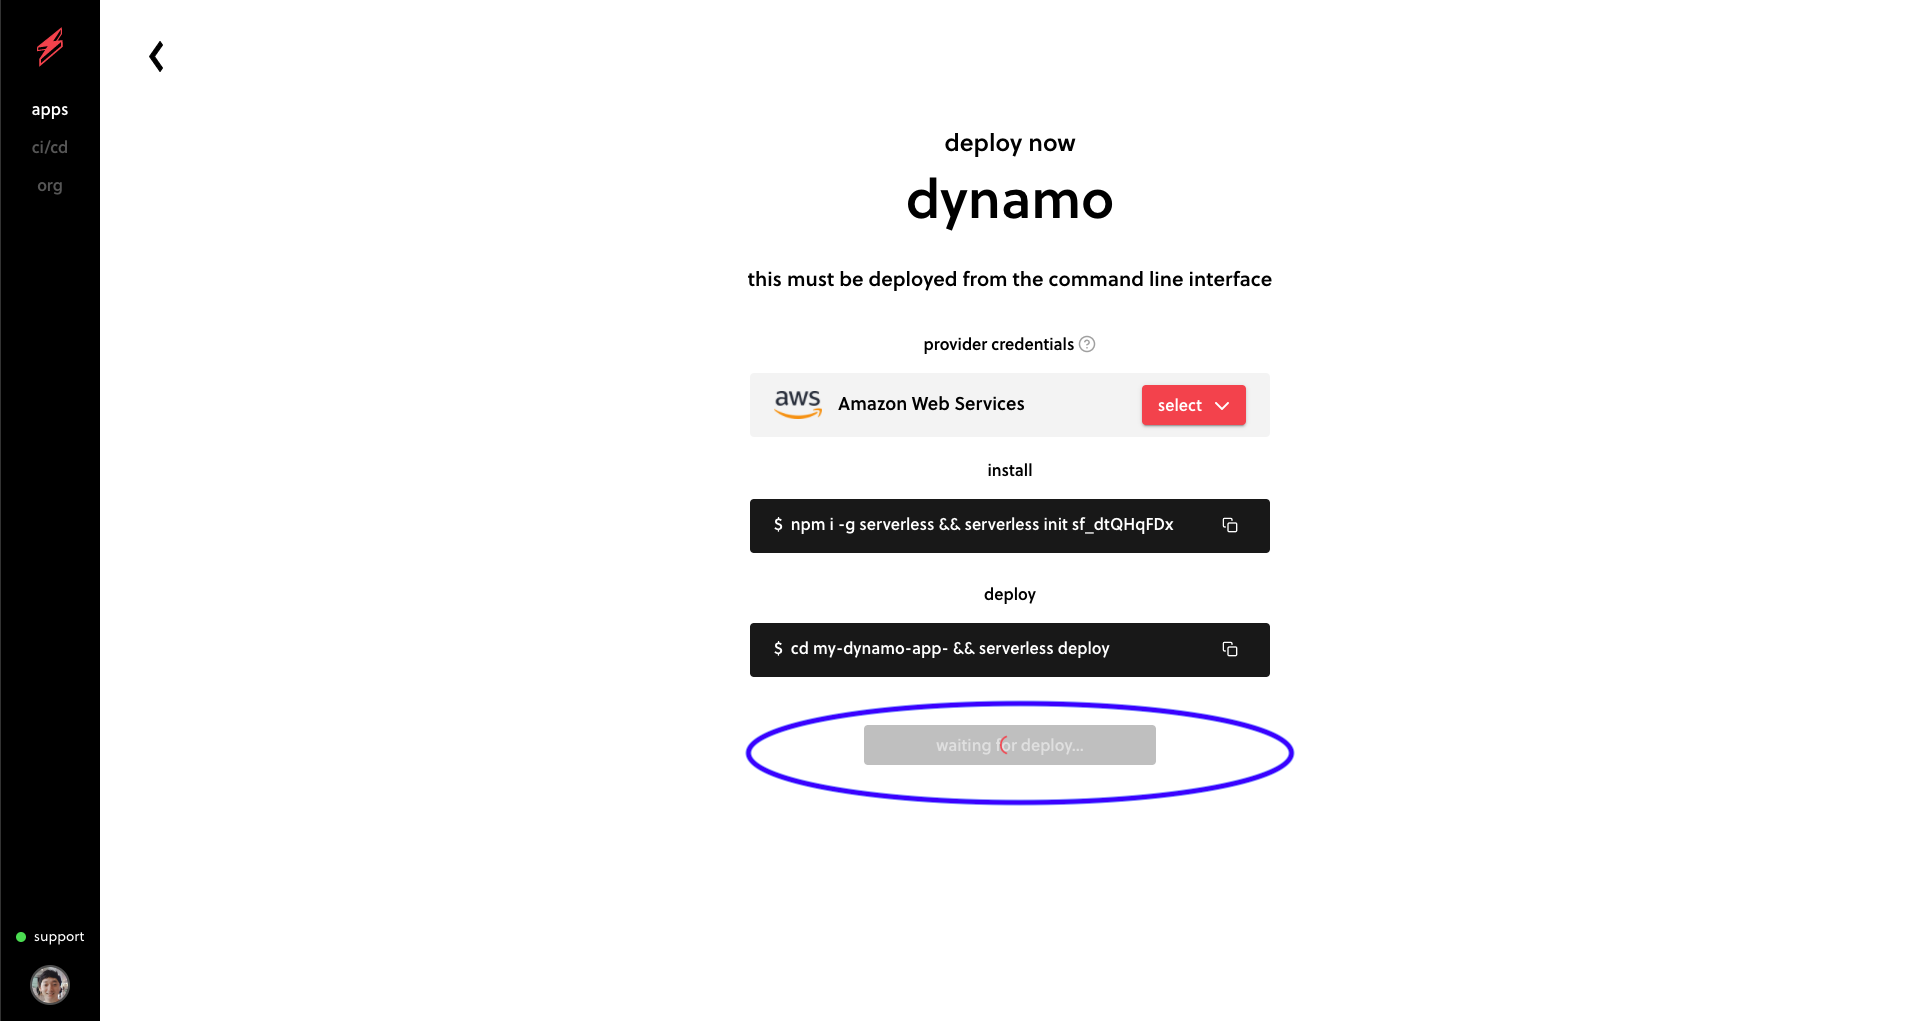 apps
ci/cd
org
deploy now
dynamo
this must be deployed from the command line interface
provider credentials ?
aws Amazon Web Services select
install
$ npm i -g serverless && serverless init sf_dtQHqFDx
deploy
$ cd my-dynamo-app- && serverless deploy
waiting for deploy...
support